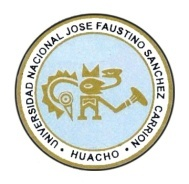 UNIVERSIDAD NACIONAL JOSE FAUSTINO SANCHEZ CARRION
• HUACHO •